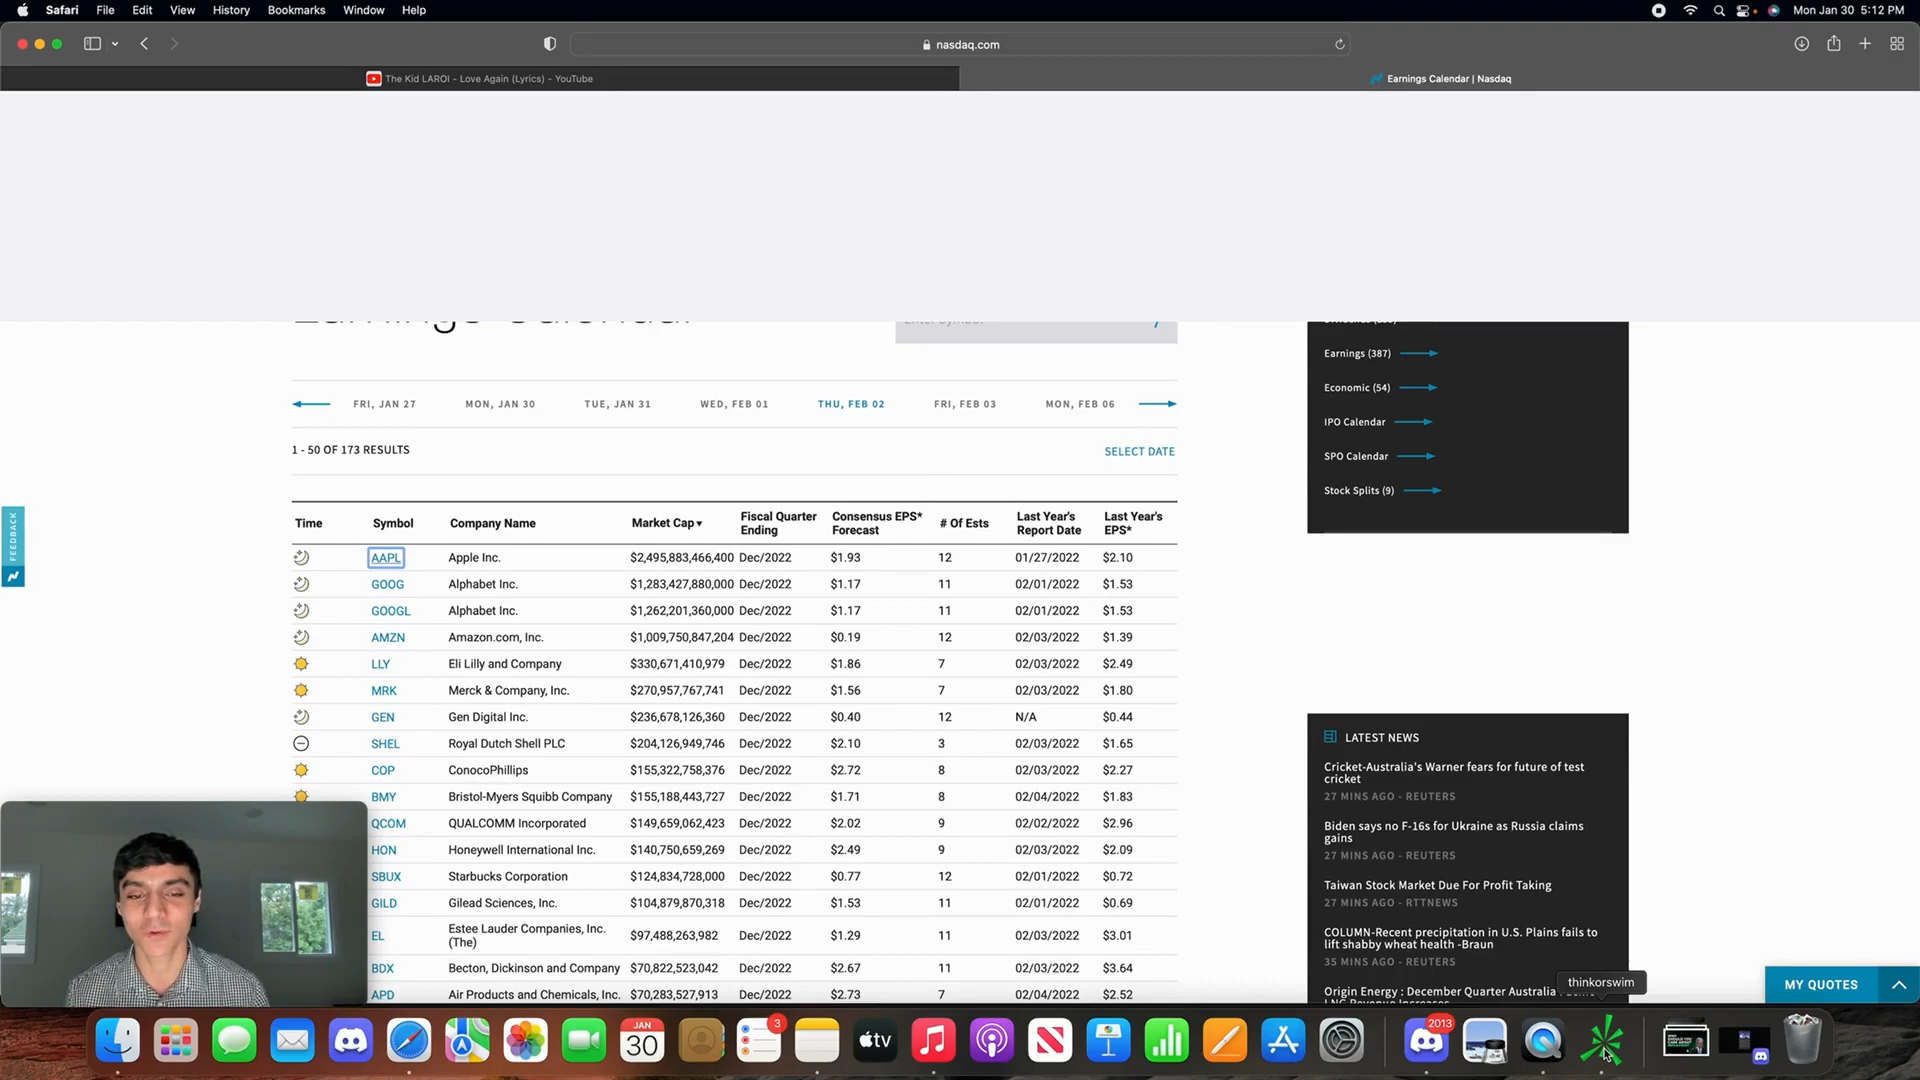 Safari File Edit View History Bookmarks Window Help Mon Jan 30 5:12 PM
nasdaq.com
The Kid LAROI - Love Again (Lyrics) - YouTube
Earnings Calendar | Nasdaq
Earnings Calendar
Earnings (387)
Economic (54)
IPO Calendar
SPO Calendar
Stock Splits (9)
FRI, JAN 27 MON, JAN 30 TUE, JAN 31 WED, FEB 01 THU, FEB 02 FRI, FEB 03 MON, FEB 06
1 - 50 OF 173 RESULTS
SELECT DATE
FEEDBACK
Time Symbol Company Name Market Cap▾ Fiscal Quarter Ending Consensus EPS* Forecast # Of Ests Last Year's Report Date Last Year's EPS*
AAPL Apple Inc. $2,495,883,466,400 Dec/2022 $1.93 12 01/27/2022 $2.10
GOOG Alphabet Inc. $1,283,427,880,000 Dec/2022 $1.17 11 02/01/2022 $1.53
GOOGL Alphabet Inc. $1,262,201,360,000 Dec/2022 $1.17 11 02/01/2022 $1.53
AMZN Amazon.com, Inc. $1,009,750,847,204 Dec/2022 $0.19 12 02/03/2022 $1.39
LLY Eli Lilly and Company $330,671,410,979 Dec/2022 $1.86 7 02/03/2022 $2.49
MRK Merck & Company, Inc. $270,957,767,741 Dec/2022 $1.56 7 02/03/2022 $1.80
GEN Gen Digital Inc. $236,678,126,360 Dec/2022 $0.40 12 N/A $0.44
SHEL Royal Dutch Shell PLC $204,126,949,746 Dec/2022 $2.10 3 02/03/2022 $1.65
COP ConocoPhillips $155,322,758,376 Dec/2022 $2.72 8 02/03/2022 $2.27
BMY Bristol-Myers Squibb Company $155,188,443,727 Dec/2022 $1.71 8 02/04/2022 $1.83
QCOM QUALCOMM Incorporated $149,659,062,423 Dec/2022 $2.02 9 02/02/2022 $2.96
HON Honeywell International Inc. $140,750,659,269 Dec/2022 $2.49 9 02/03/2022 $2.09
SBUX Starbucks Corporation $124,834,728,000 Dec/2022 $0.77 12 02/01/2022 $0.72
GILD Gilead Sciences, Inc. $104,879,870,318 Dec/2022 $1.53 11 02/01/2022 $0.69
EL Estee Lauder Companies, Inc. (The) $97,488,263,982 Dec/2022 $1.29 11 02/03/2022 $3.01
BDX Becton, Dickinson and Company $70,822,523,042 Dec/2022 $2.67 11 02/03/2022 $3.64
APD Air Products and Chemicals, Inc. $70,283,527,913 Dec/2022 $2.73 7 02/04/2022 $2.52
LATEST NEWS
Cricket-Australia's Warner fears for future of test
cricket
27 MINS AGO - REUTERS
Biden says no F-16s for Ukraine as Russia claims
gains
27 MINS AGO - REUTERS
Taiwan Stock Market Due For Profit Taking
27 MINS AGO - RTTNEWS
COLUMN-Recent precipitation in U.S. Plains fails to
lift shabby wheat health -Braun
35 MINS AGO - REUTERS
Origin Energy : December Quarter Australia
thinkorswim
MY QUOTES
JAN
30
3
tv
2013